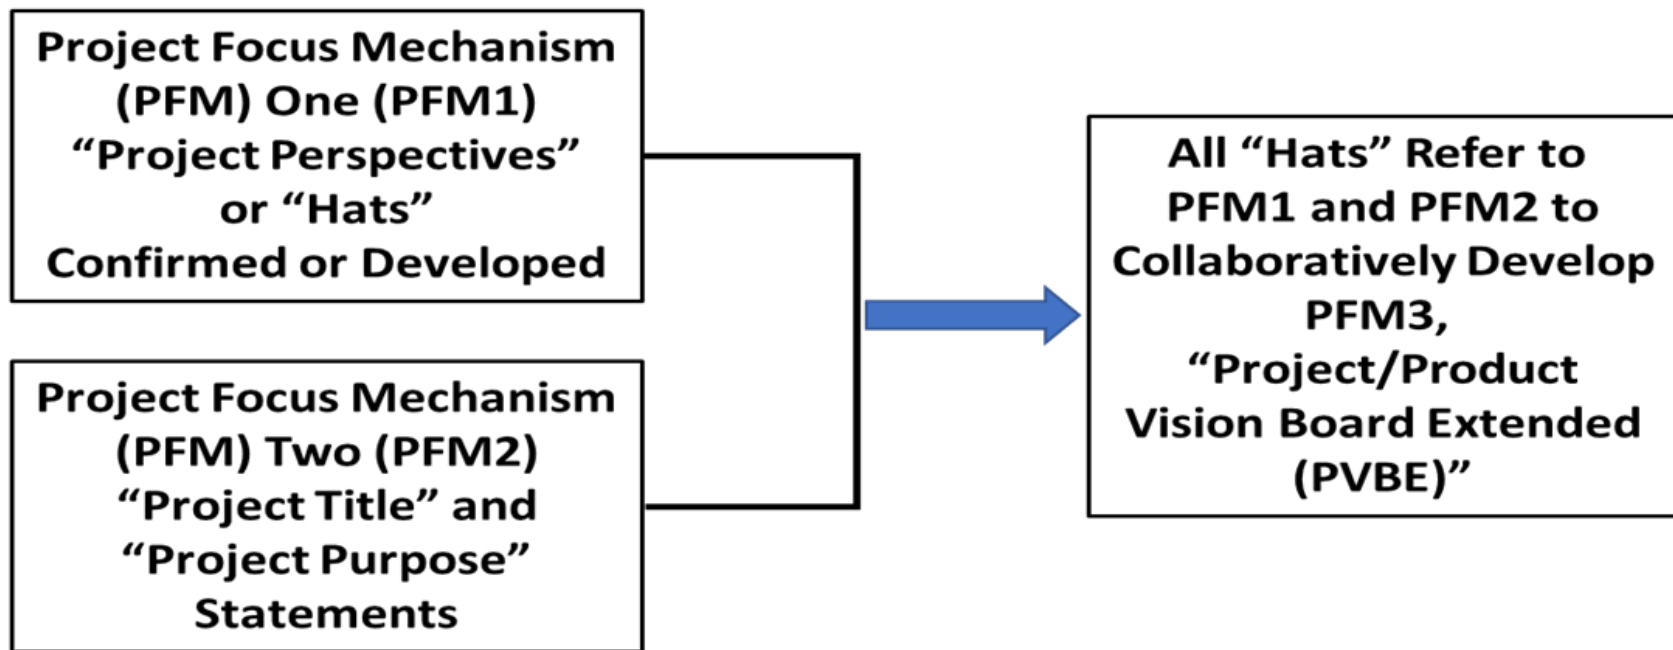 Project Focus Mechanism
(PFM) One (PFM1)
“Project Perspectives”
or “Hats”
Confirmed or Developed
Project Focus Mechanism
(PFM) Two (PFM2)
“Project Title” and
“Project Purpose”
Statements
All “Hats” Refer to
PFM1 and PFM2 to
Collaboratively Develop
PFM3,
“Project/Product
Vision Board Extended
(PVBE)”